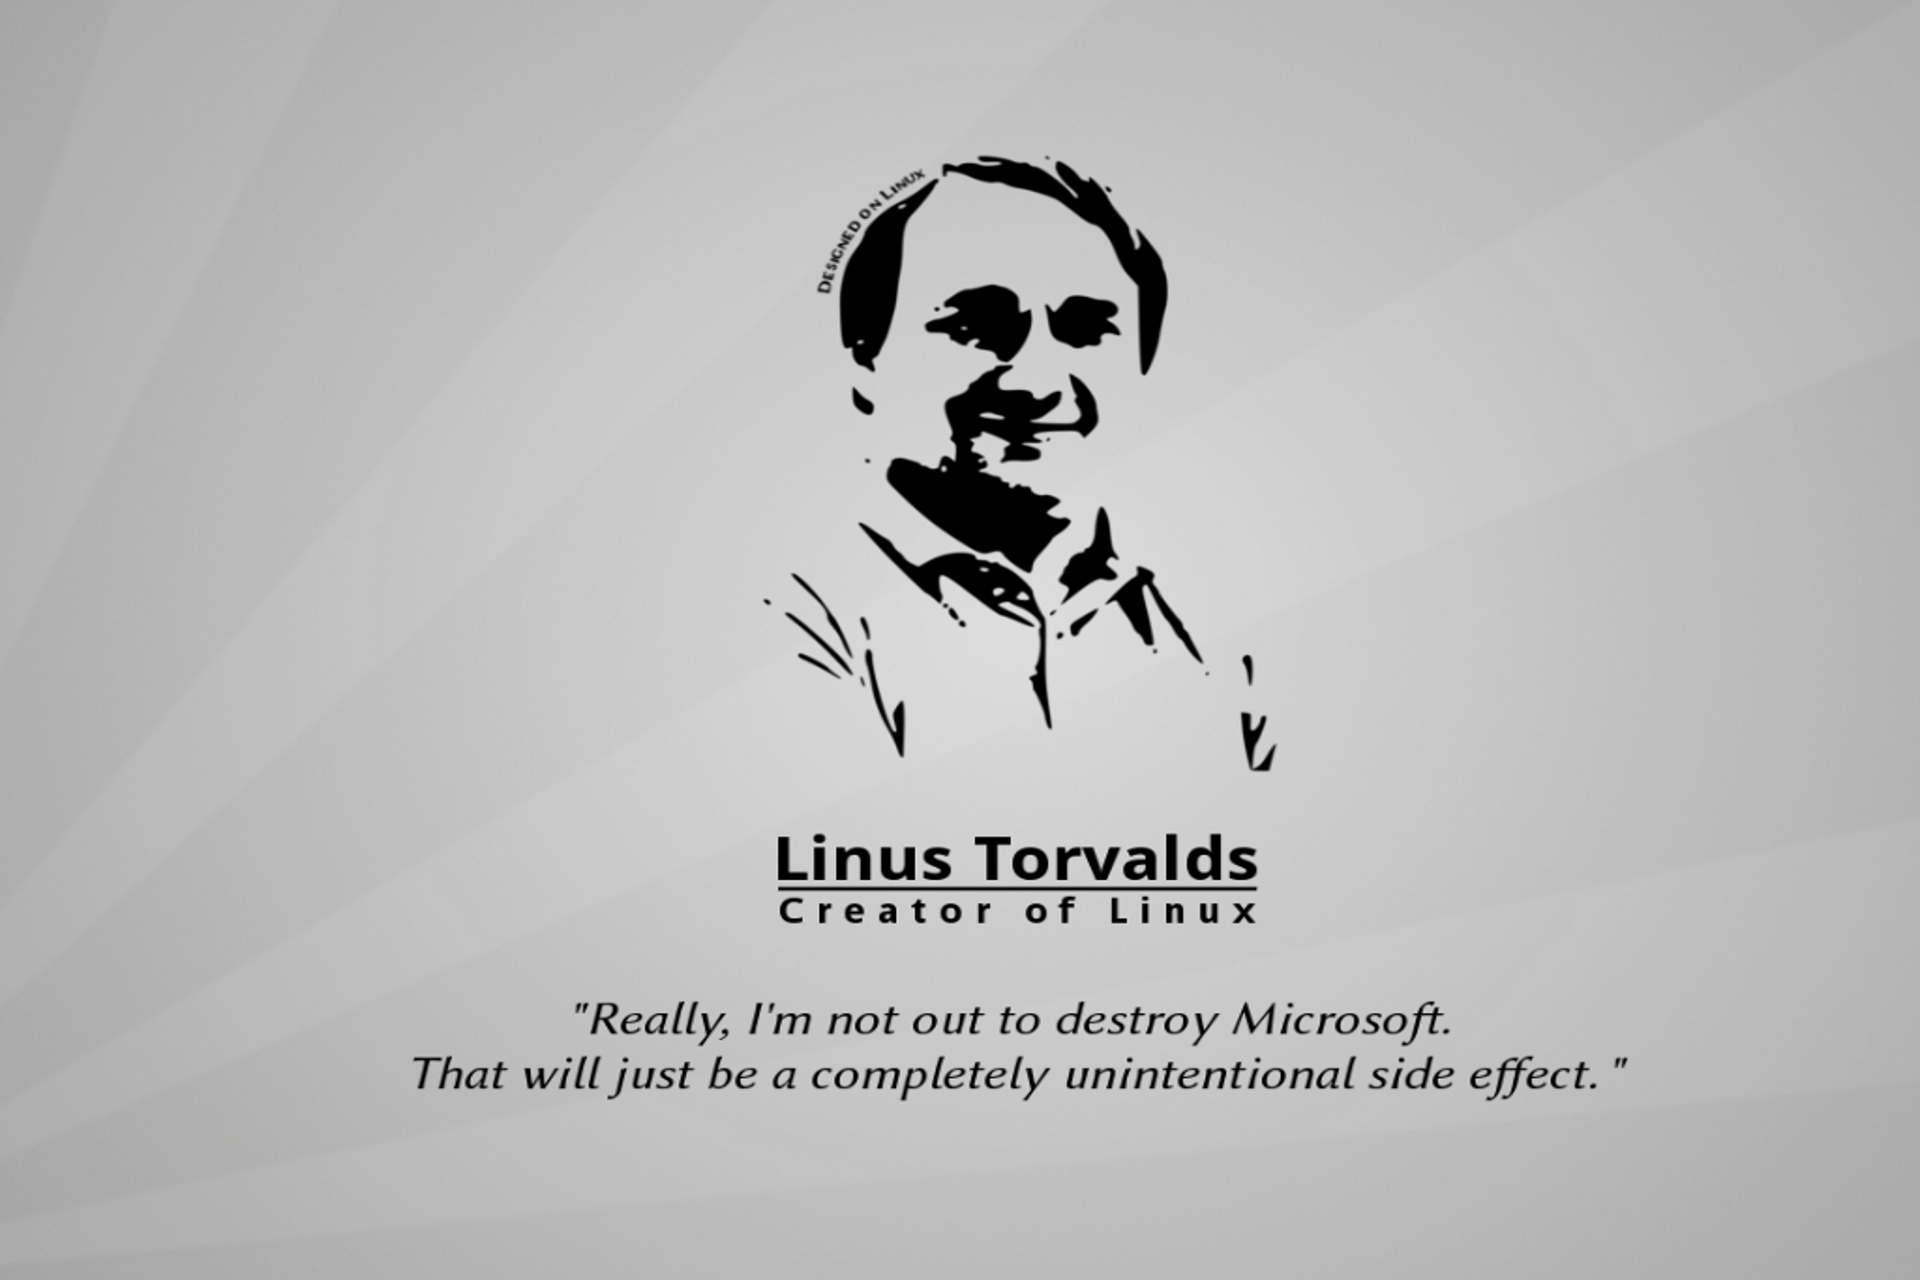 Designed on Linux
Linus Torvalds
Creator of Linux
"Really, I'm not out to destroy Microsoft.
That will just be a completely unintentional side effect. "